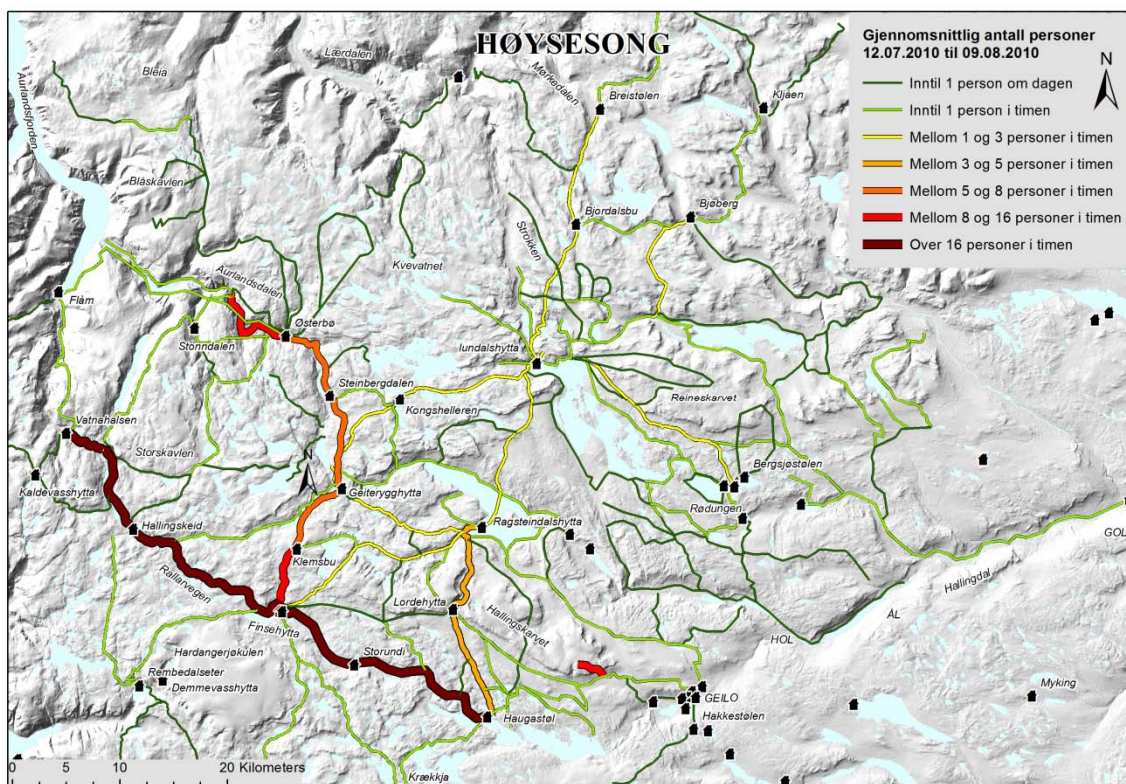 HØYSESONG
Gjennomsnittlig antall personer
12.07.2010 til 09.08.2010
N
Inntil 1 person om dagen
Inntil 1 person i timen
Mellom 1 og 3 personer i timen
Mellom 3 og 5 personer i timen
Mellom 5 og 8 personer i timen
Mellom 8 og 16 personer i timen
Over 16 personer i timen
Aurlandsfjorden
Bleia
Lærdalen
Mørkedalen
Breistølen
Kljåen
Blåskavlen
Bjordalsbu
Bjøberg
Strokken
Kvevatnet
Aurlandsdalen
Flåm
Østerbø
Stonndalen
Iundalshytta
Steinbergdalen
Kongshelleren
Reineskarvet
Vatnahalsen
Storskavlen
N
Bergsjøstølen
Kaldevasshytta
Geiterygghytta
Rødungen
Hallingskeid
Ragsteindalshytta
GOL
Klemsbu
Hallingdal
Rallarvegen
Lordehytta
Hallingskarvet
ÅL
Finsehytta
HOL
Hardangerjøkulen
Storundi
Rembedalseter
Demmevasshytta
GEILO
Myking
Haugastøl
Hakkestølen
Krækkja
0 5 10 20 Kilometers